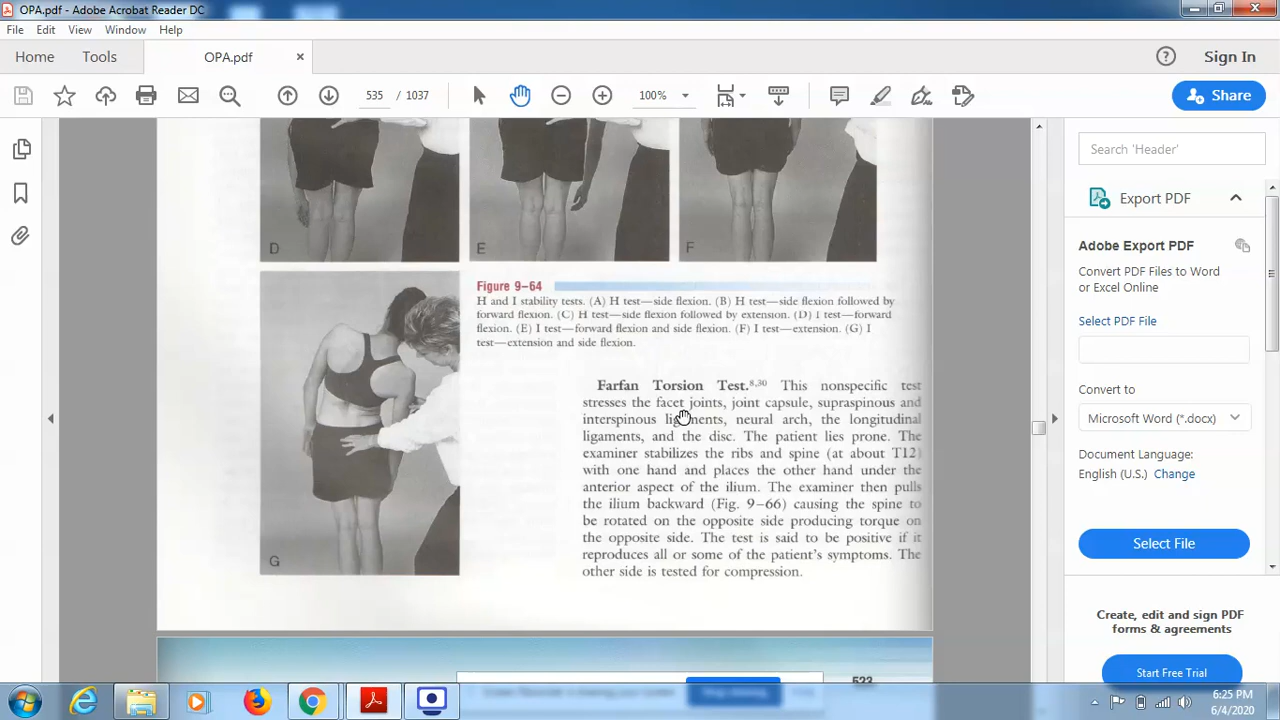 OPA.pdf - Adobe Acrobat Reader DC
File Edit View Window Help
Home Tools OPA.pdf
Sign In
535 / 1037
100%
Share
D
E
F
Figure 9–64
H and I stability tests. (A) H test—side flexion. (B) H test—side flexion followed by
forward flexion. (C) H test—side flexion followed by extension. (D) I test—forward
flexion. (E) I test—forward flexion and side flexion. (F) I test—extension. (G) I
test—extension and side flexion.
G
Farfan Torsion Test.8,30 This nonspecific test
stresses the facet joints, joint capsule, supraspinous and
interspinous ligaments, neural arch, the longitudinal
ligaments, and the disc. The patient lies prone. The
examiner stabilizes the ribs and spine (at about T12)
with one hand and places the other hand under the
anterior aspect of the ilium. The examiner then pulls
the ilium backward (Fig. 9–66) causing the spine to
be rotated on the opposite side producing torque on
the opposite side. The test is said to be positive if it
reproduces all or some of the patient's symptoms. The
other side is tested for compression.
Search 'Header'
Export PDF
Adobe Export PDF
Convert PDF Files to Word
or Excel Online
Select PDF File
Convert to
Microsoft Word (*.docx)
Document Language:
English (U.S.) Change
Select File
Create, edit and sign PDF
forms & agreements
Start Free Trial
6:25 PM
6/4/2020